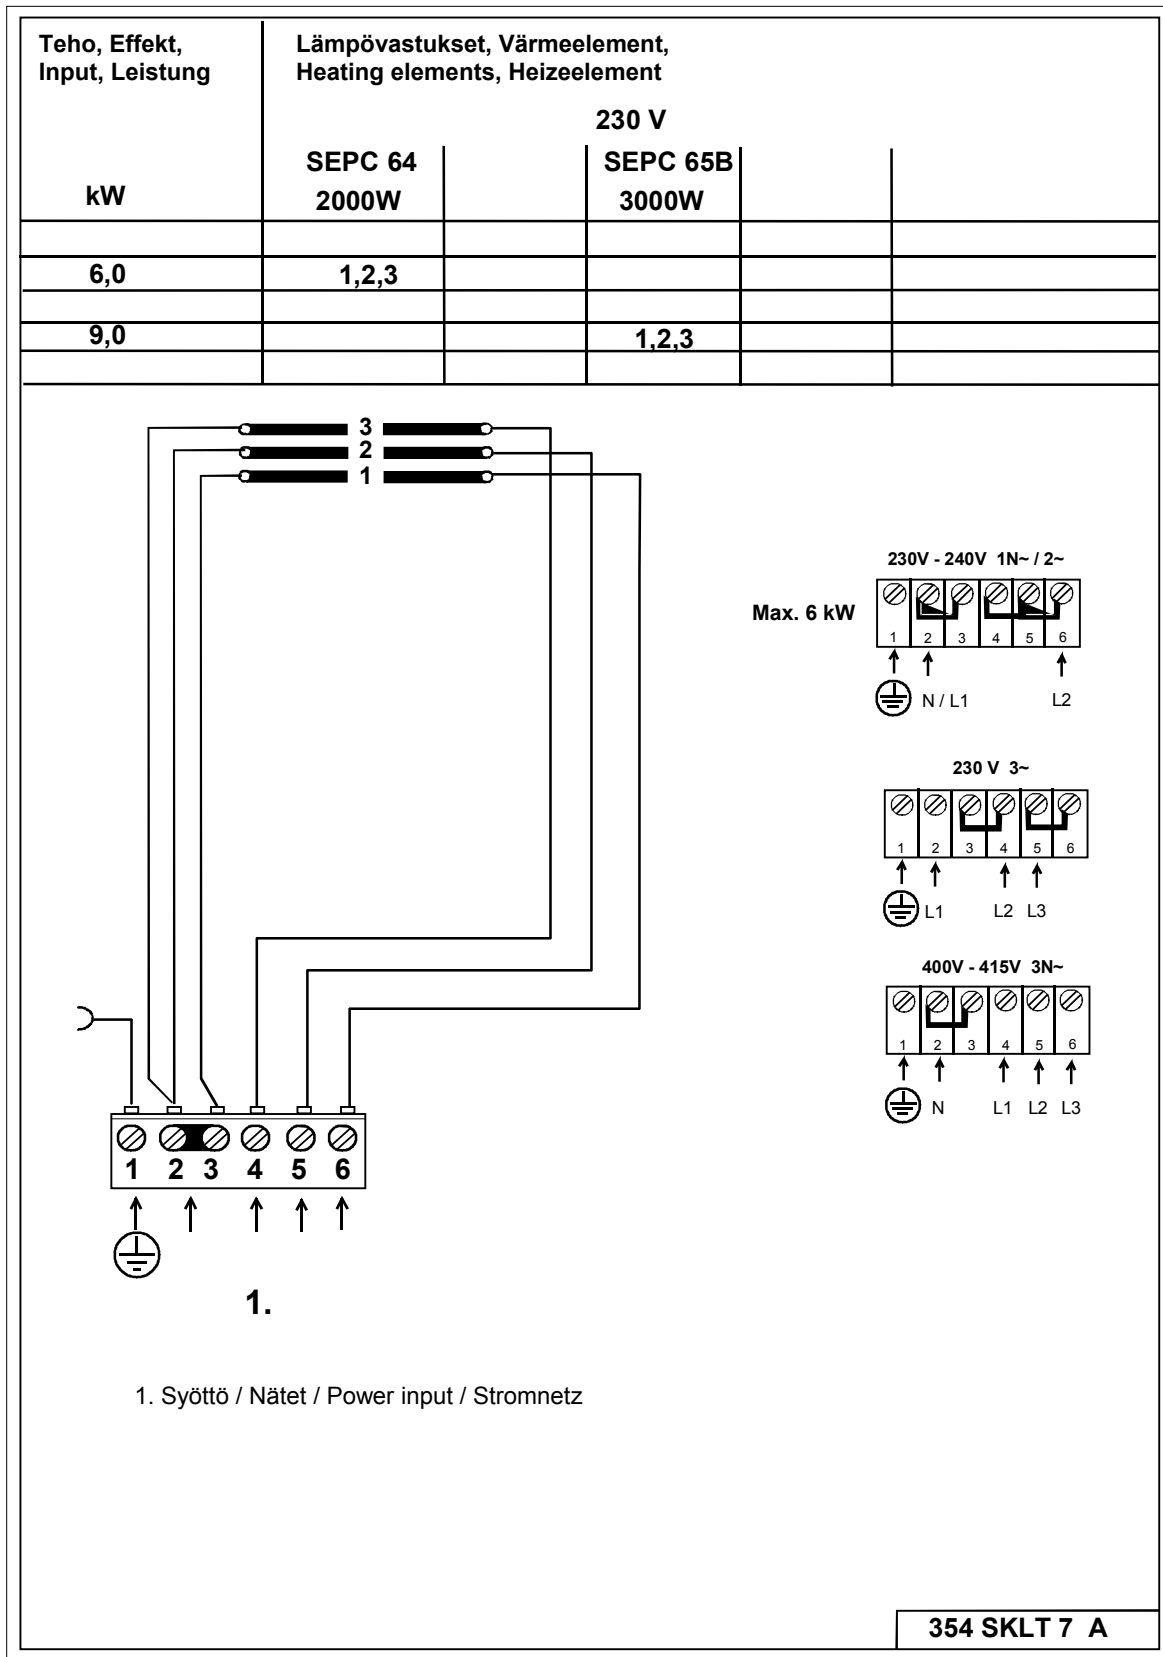 Teho, Effekt,
Input, Leistung
Lämpövastukset, Värmeelement,
Heating elements, Heizeelement
230 V
SEPC 64
SEPC 65B
kW
2000W
3000W
6,0
1,2,3
9,0
1,2,3
3
2
1
230V - 240V 1N~ / 2~
Max. 6 kW
1 2 3 4 5 6
N / L1
L2
230 V 3~
1 2 3 4 5 6
L1
L2 L3
400V - 415V 3N~
1 2 3 4 5 6
N
L1 L2 L3
1 2 3 4 5 6
1.
1. Syöttö / Nätet / Power input / Stromnetz
354 SKLT 7 A